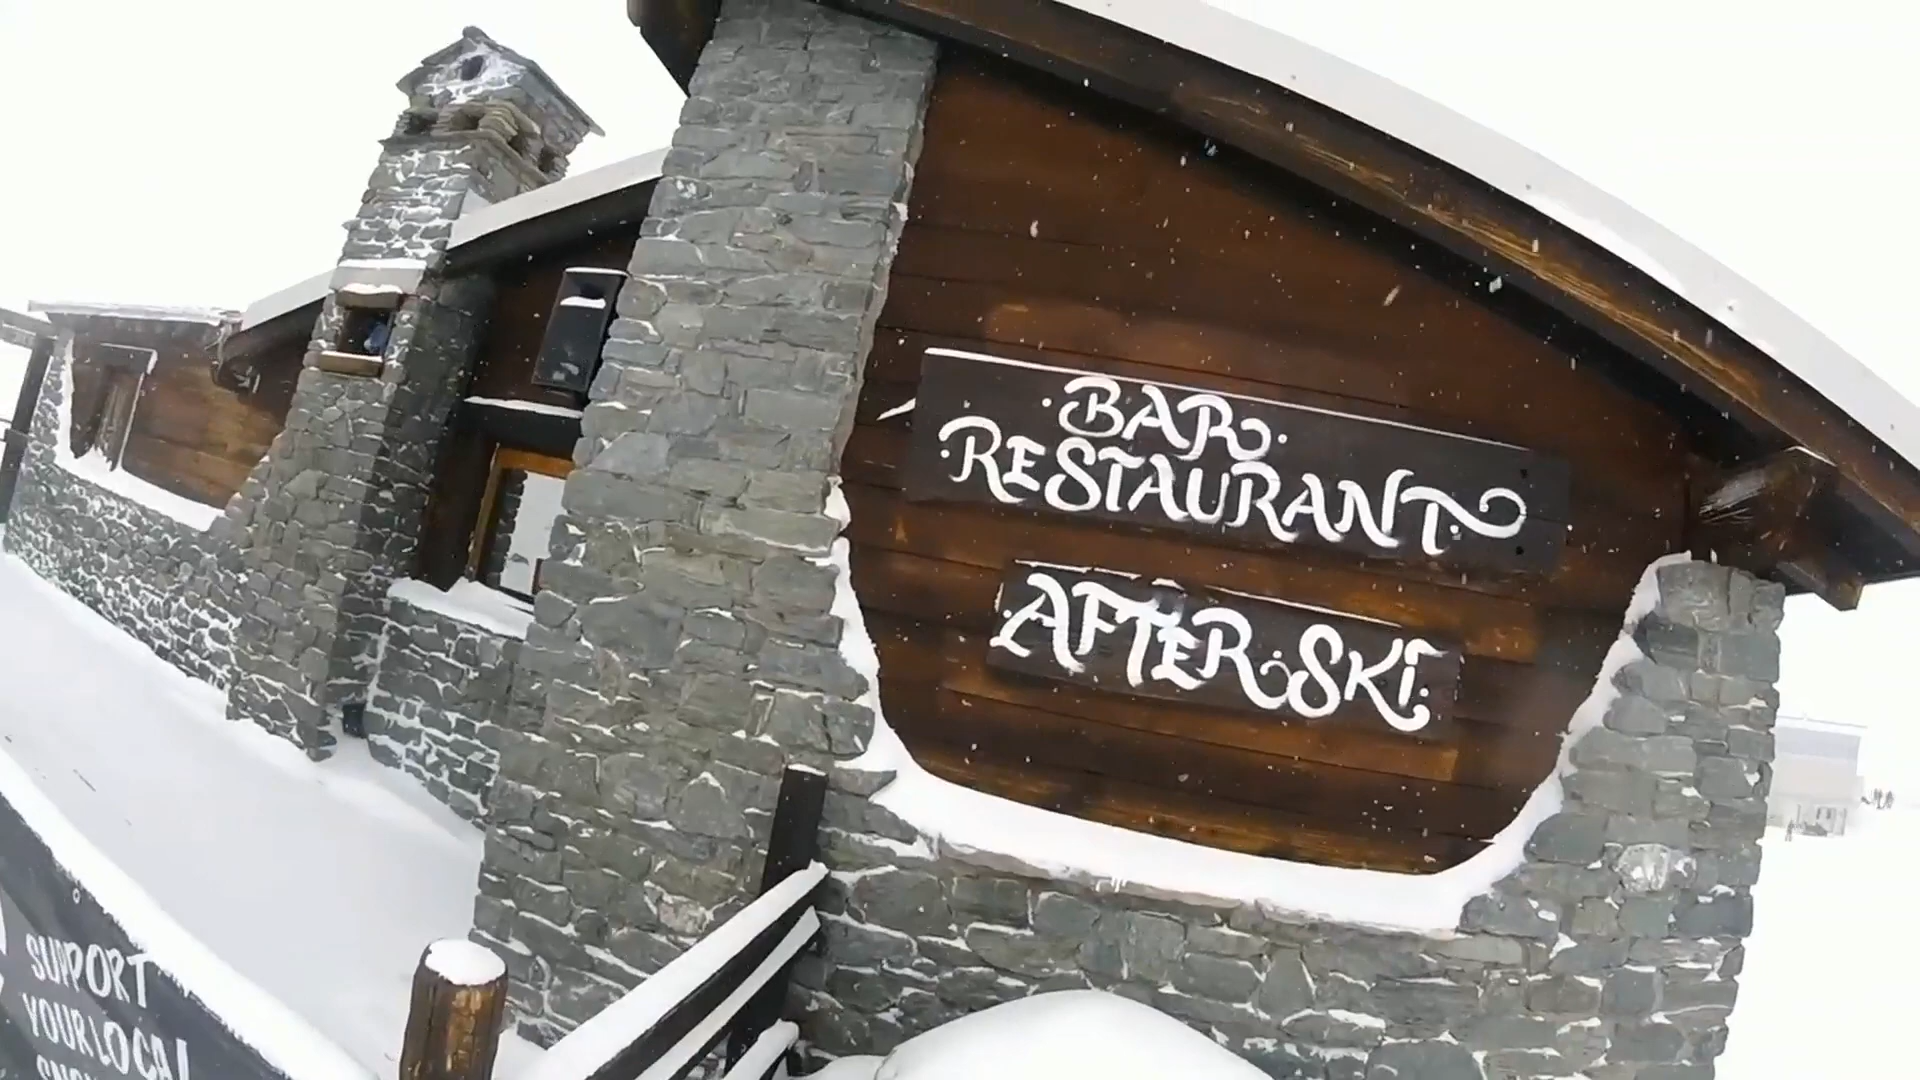 ·BAR·
·RESTAURANT·
·AFTER·SKI·
SUPPORT
YOUR LOCAL